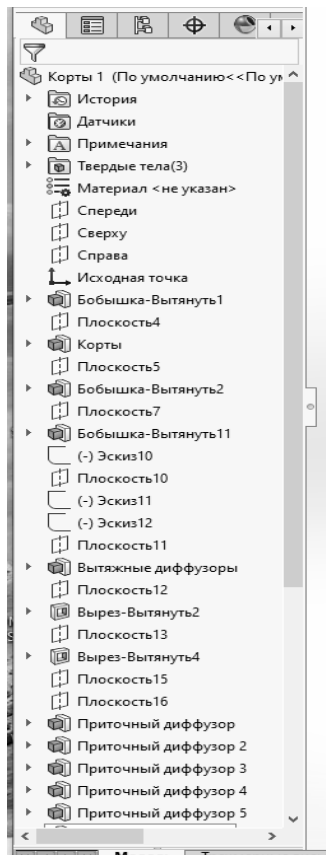 Корты 1 (По умолчанию<<По ум
История
Датчики
Примечания
Твердые тела(3)
Материал <не указан>
Спереди
Сверху
Справа
Исходная точка
Бобышка-Вытянуть1
Плоскость4
Корты
Плоскость5
Бобышка-Вытянуть2
Плоскость7
Бобышка-Вытянуть11
(-) Эскиз10
Плоскость10
(-) Эскиз11
(-) Эскиз12
Плоскость11
Вытяжные диффузоры
Плоскость12
Вырез-Вытянуть2
Плоскость13
Вырез-Вытянуть4
Плоскость15
Плоскость16
Приточный диффузор
Приточный диффузор 2
Приточный диффузор 3
Приточный диффузор 4
Приточный диффузор 5